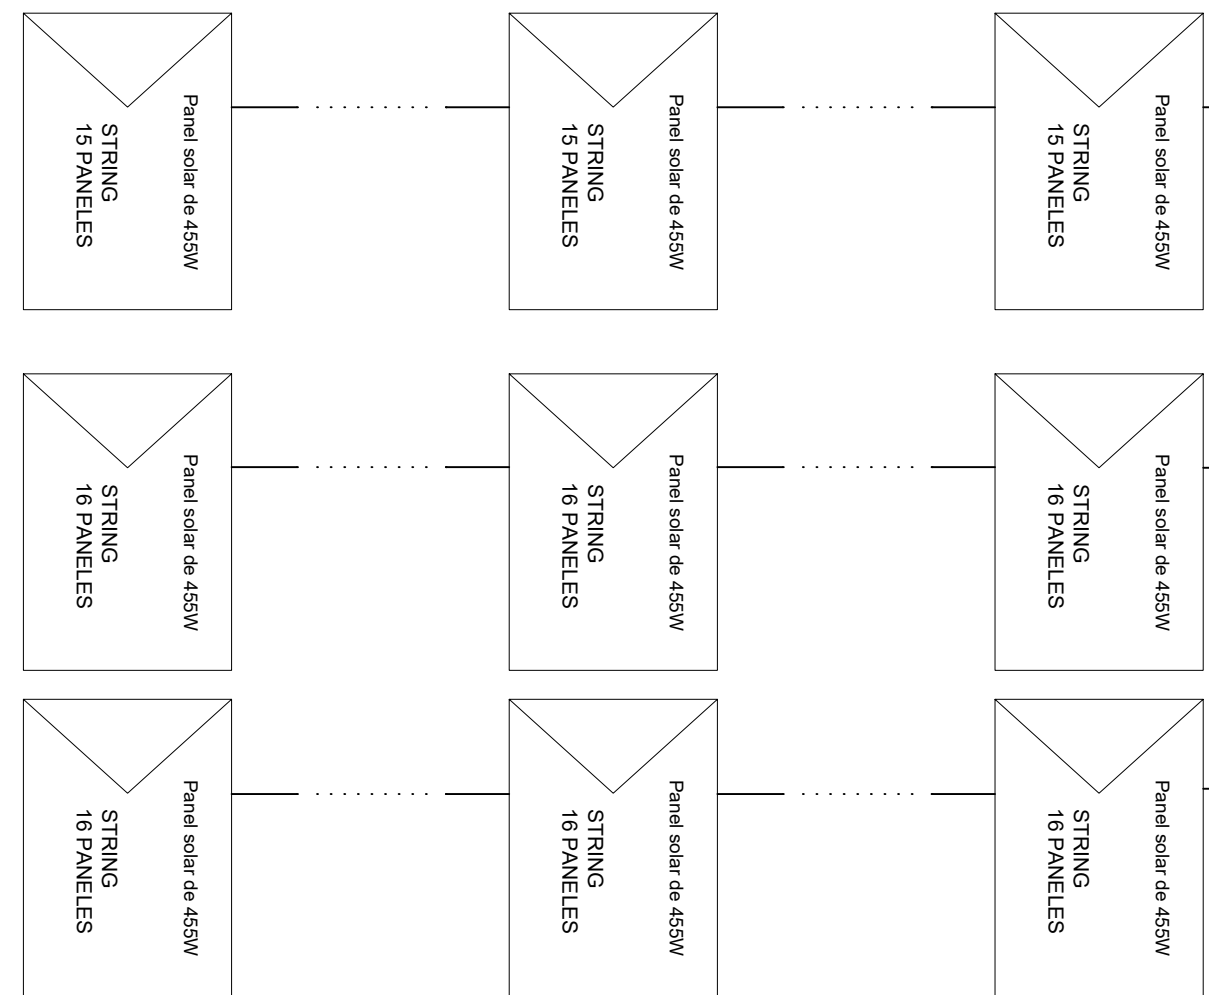 Panel solar de 455W
STRING
15 PANELES
Panel solar de 455W
STRING
15 PANELES
Panel solar de 455W
STRING
15 PANELES
Panel solar de 455W
STRING
16 PANELES
Panel solar de 455W
STRING
16 PANELES
Panel solar de 455W
STRING
16 PANELES
Panel solar de 455W
STRING
16 PANELES
Panel solar de 455W
STRING
16 PANELES
Panel solar de 455W
STRING
16 PANELES